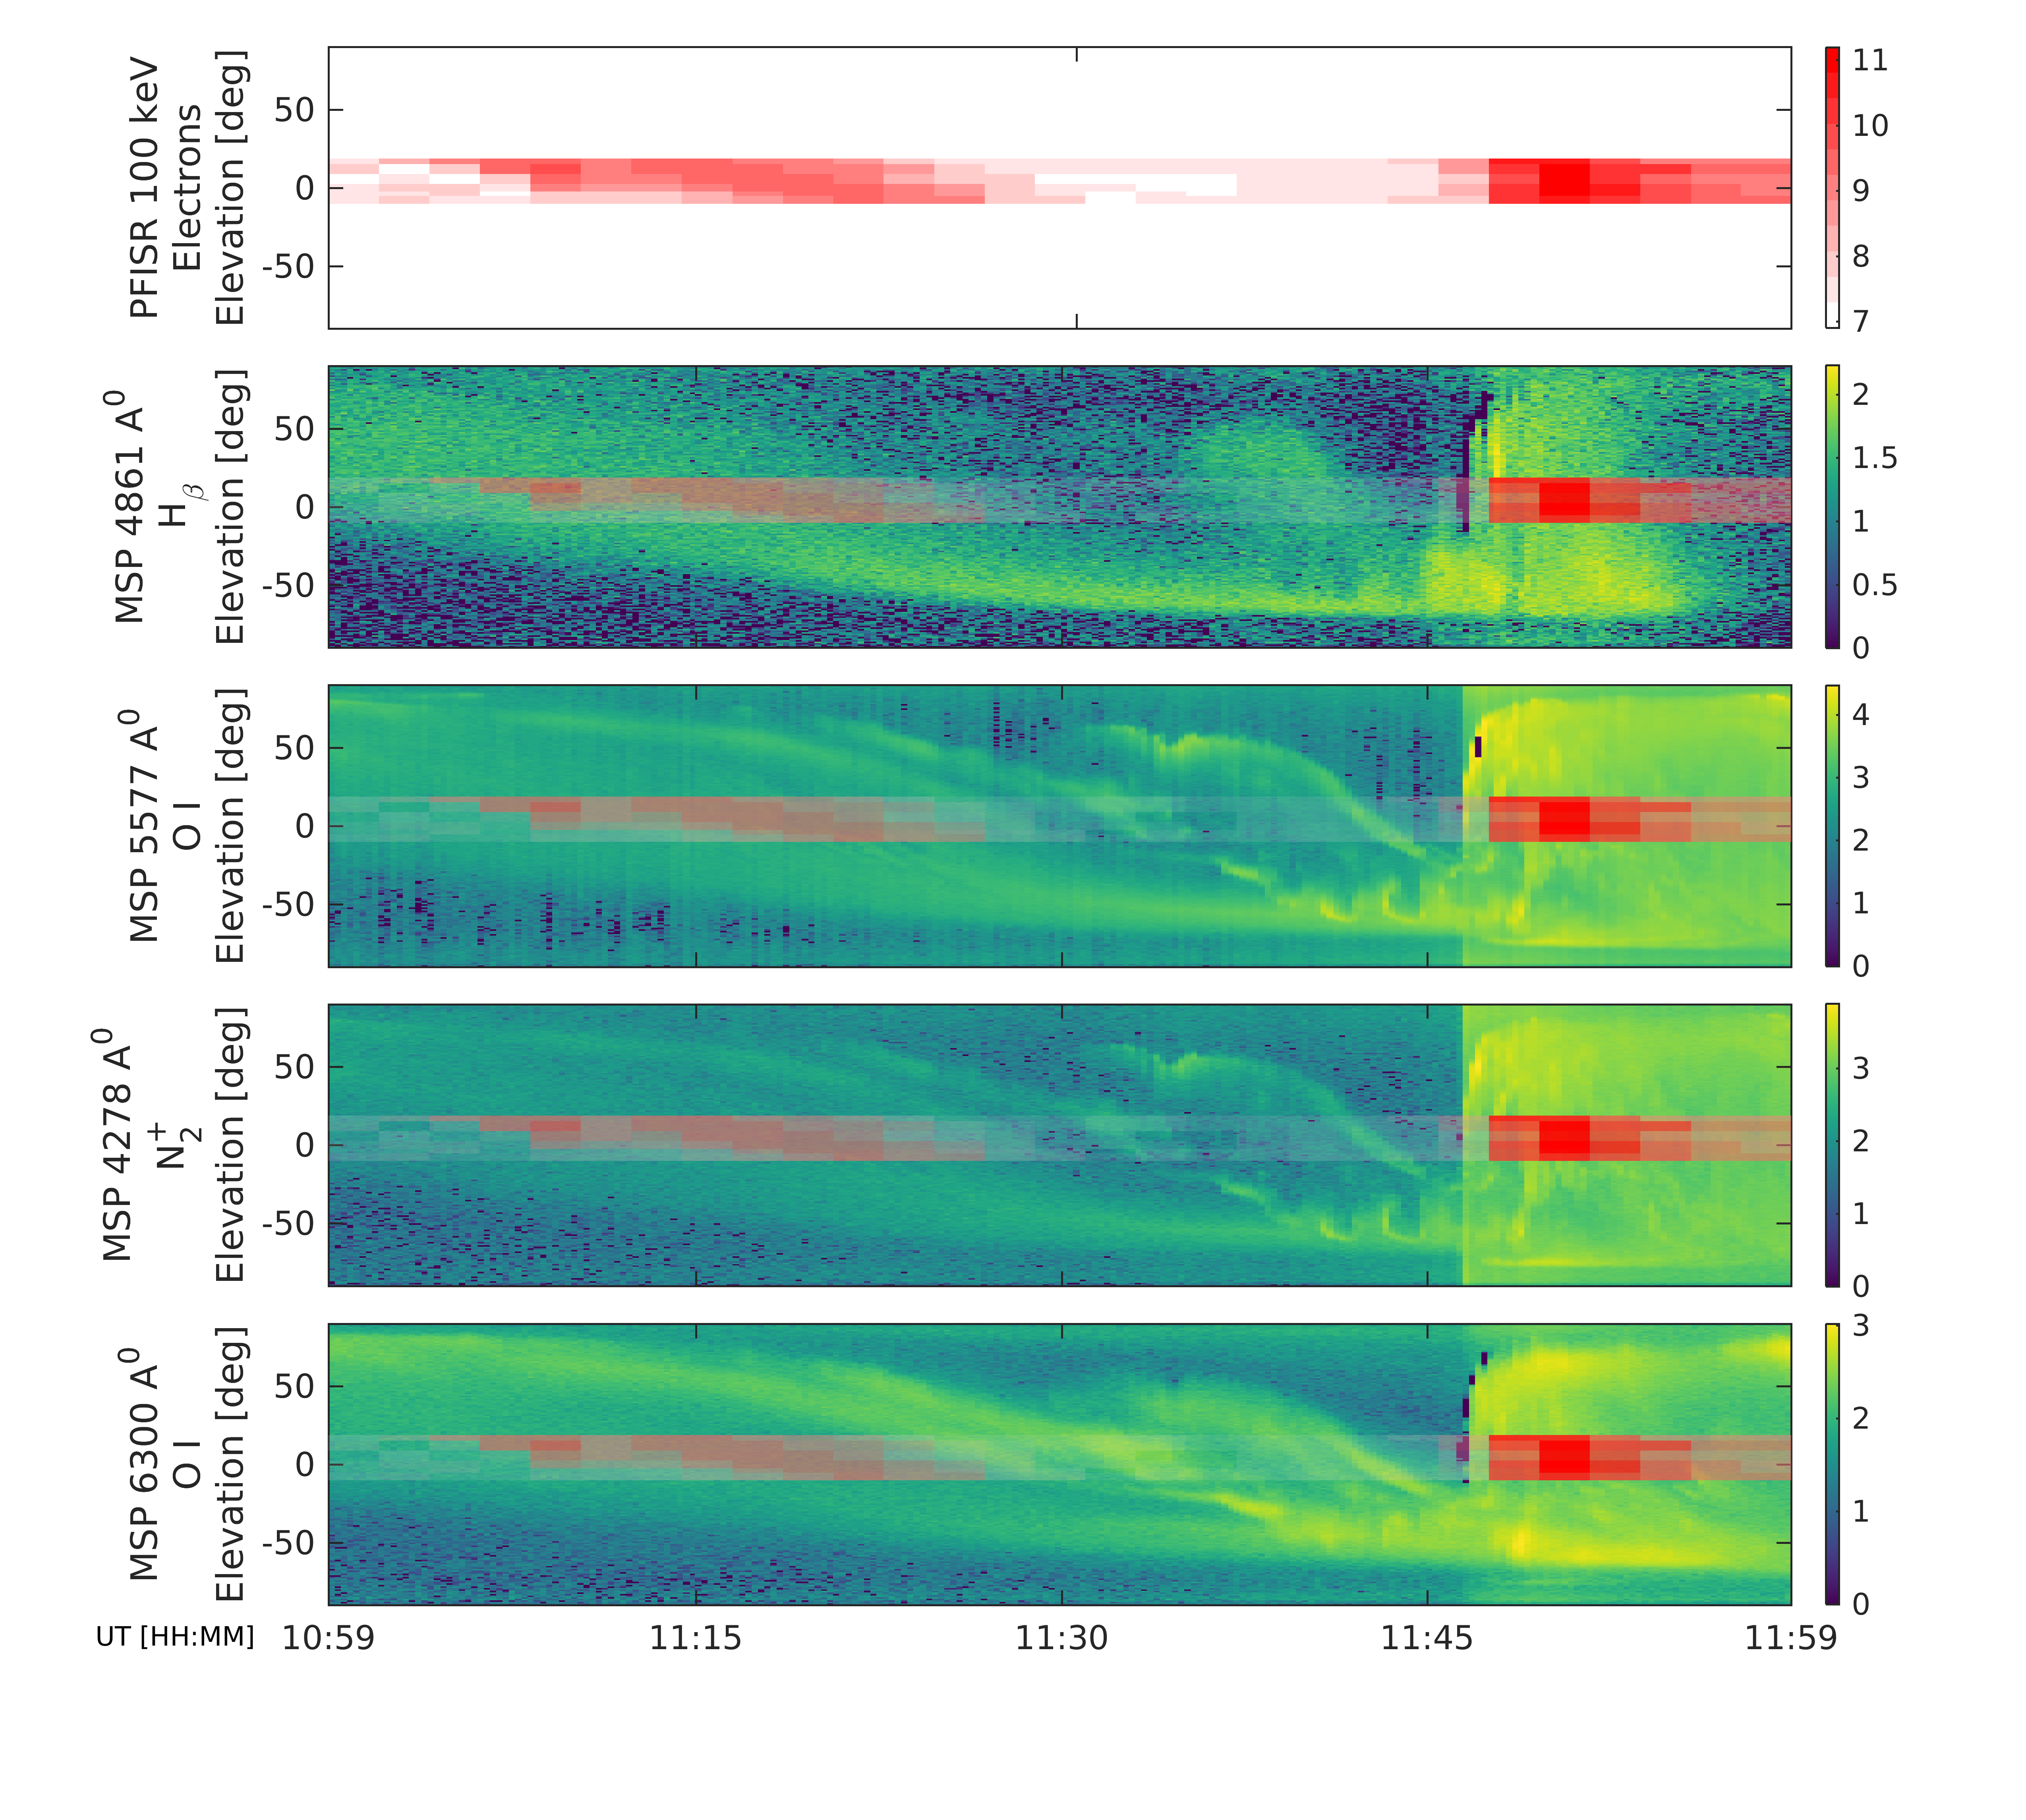 PFISR 100 keV
Electrons
Elevation [deg]
50
0
-50
11
10
9
8
7
MSP 4861 A⁰
Hβ
Elevation [deg]
50
0
-50
2
1.5
1
0.5
0
MSP 5577 A⁰
O I
Elevation [deg]
50
0
-50
4
3
2
1
0
MSP 4278 A⁰
N₂⁺
Elevation [deg]
50
0
-50
3
2
1
0
MSP 6300 A⁰
O I
Elevation [deg]
50
0
-50
3
2
1
0
UT [HH:MM] 10:59 11:15 11:30 11:45 11:59